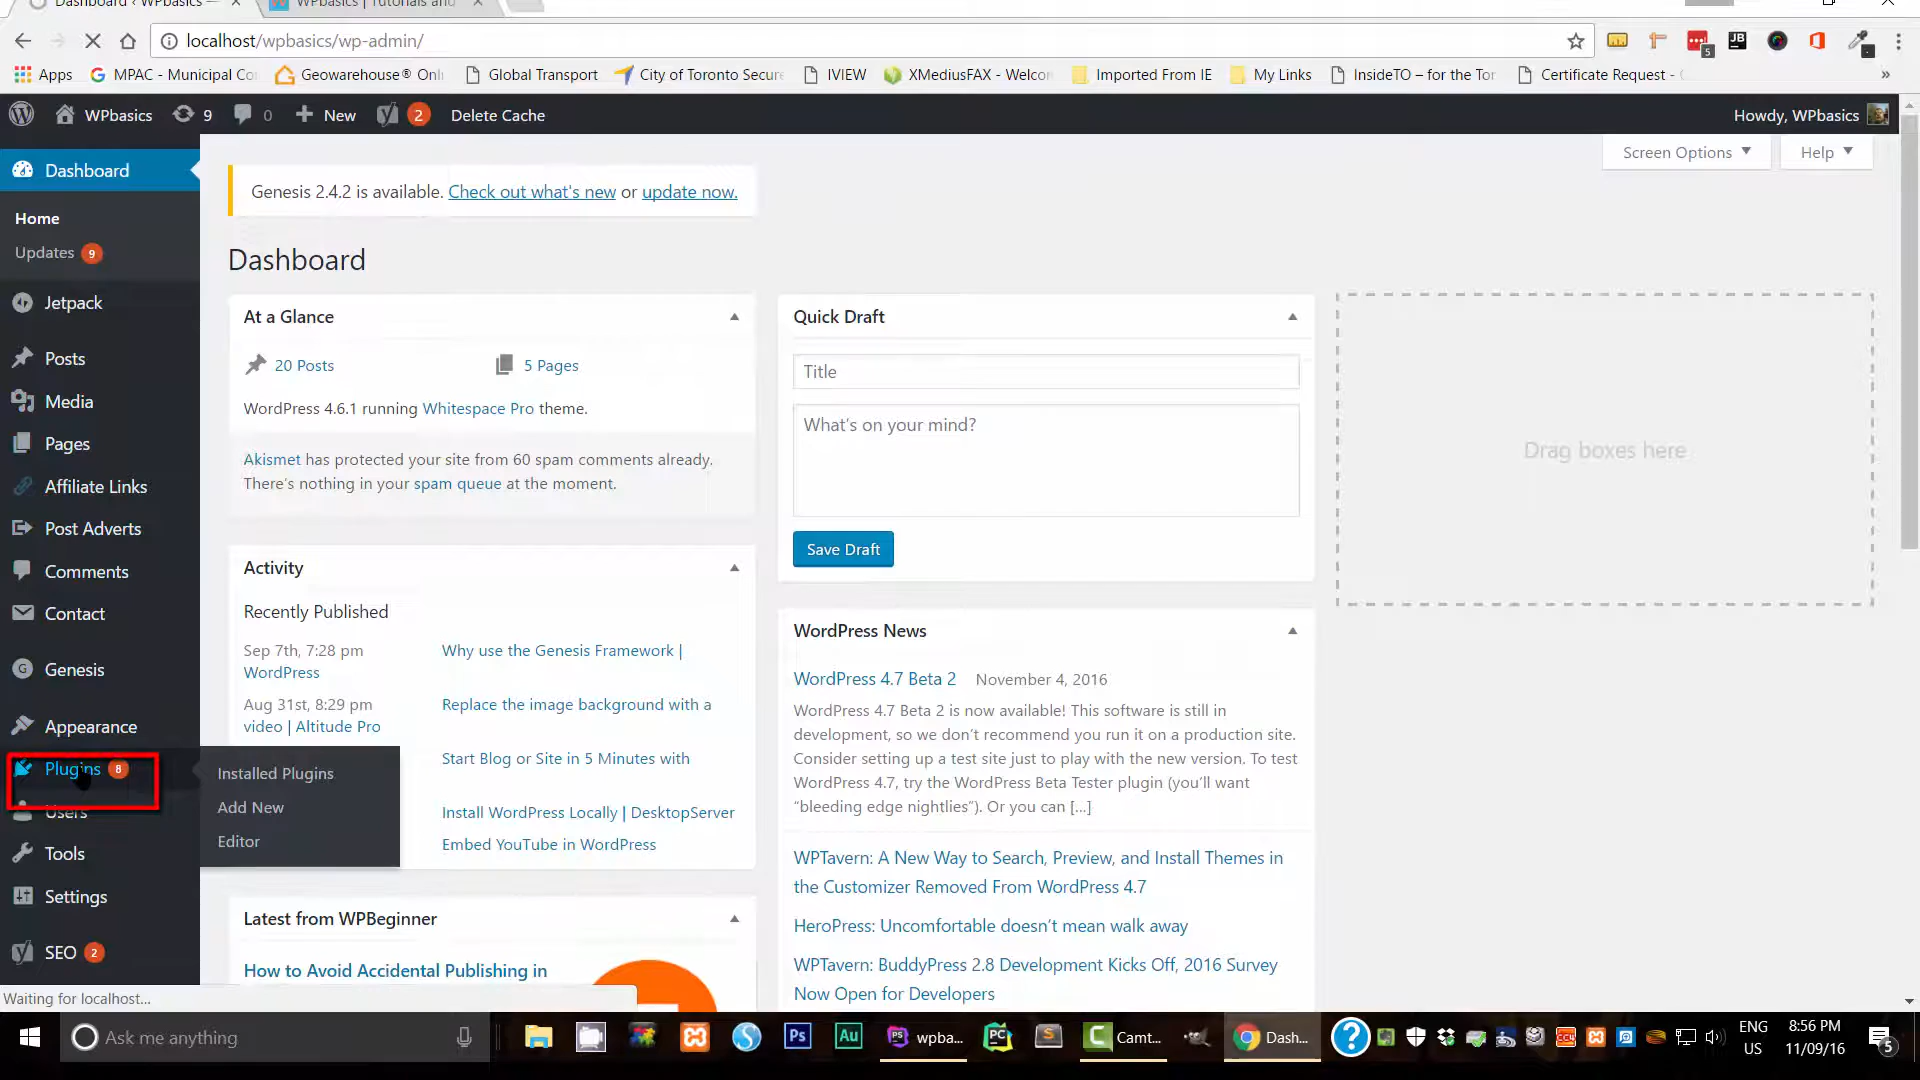 Dashboard ‹ WPbasics —
WPbasics | Tutorials and
localhost/wpbasics/wp-admin/
5
JB
Apps
MPAC - Municipal Co
Geowarehouse® Onl
Global Transport
City of Toronto Secure
IVIEW
XMediusFAX - Welcom
Imported From IE
My Links
InsideTO – for the Tor
Certificate Request -
»
WPbasics
9
0
New
2
Delete Cache
Howdy, WPbasics
Dashboard
Screen Options
Help
Genesis 2.4.2 is available. Check out what's new or update now.
Home
Updates 9
Dashboard
Jetpack
Posts
Media
Pages
Affiliate Links
Post Adverts
Comments
Contact
Genesis
Appearance
Plugins 8
Users
Tools
Settings
SEO 2
Installed Plugins
Add New
Editor
At a Glance
20 Posts
5 Pages
WordPress 4.6.1 running Whitespace Pro theme.
Akismet has protected your site from 60 spam comments already.
There's nothing in your spam queue at the moment.
Activity
Recently Published
Sep 7th, 7:28 pm
Why use the Genesis Framework |
WordPress
Aug 31st, 8:29 pm
Replace the image background with a
video | Altitude Pro
Start Blog or Site in 5 Minutes with
Install WordPress Locally | DesktopServer
Embed YouTube in WordPress
Latest from WPBeginner
How to Avoid Accidental Publishing in
Quick Draft
Title
What's on your mind?
Save Draft
WordPress News
WordPress 4.7 Beta 2 November 4, 2016
WordPress 4.7 Beta 2 is now available! This software is still in
development, so we don't recommend you run it on a production site.
Consider setting up a test site just to play with the new version. To test
WordPress 4.7, try the WordPress Beta Tester plugin (you'll want
“bleeding edge nightlies”). Or you can […]
WPTavern: A New Way to Search, Preview, and Install Themes in
the Customizer Removed From WordPress 4.7
HeroPress: Uncomfortable doesn't mean walk away
WPTavern: BuddyPress 2.8 Development Kicks Off, 2016 Survey
Now Open for Developers
Drag boxes here
Waiting for localhost...
Ask me anything
Ps
Au
PS
wpba...
PC
S
C
Camt...
Dash...
?
ENG
US
8:56 PM
11/09/16
5